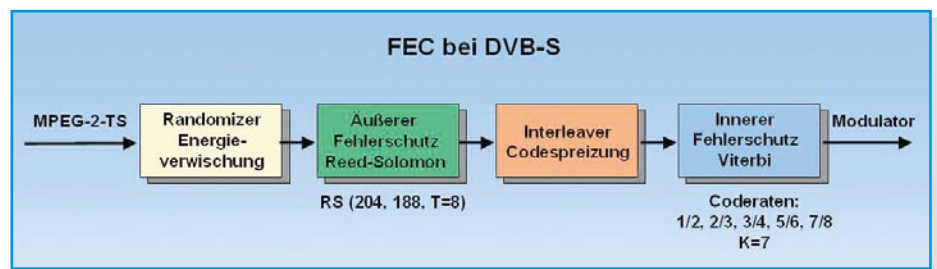 FEC bei DVB-S
MPEG-2-TS
Randomizer
Energie-
verwischung
Äußerer
Fehlerschutz
Reed-Solomon
RS (204, 188, T=8)
Interleaver
Codespreizung
Innerer
Fehlerschutz
Viterbi
Coderaten:
1/2, 2/3, 3/4, 5/6, 7/8
K=7
Modulator